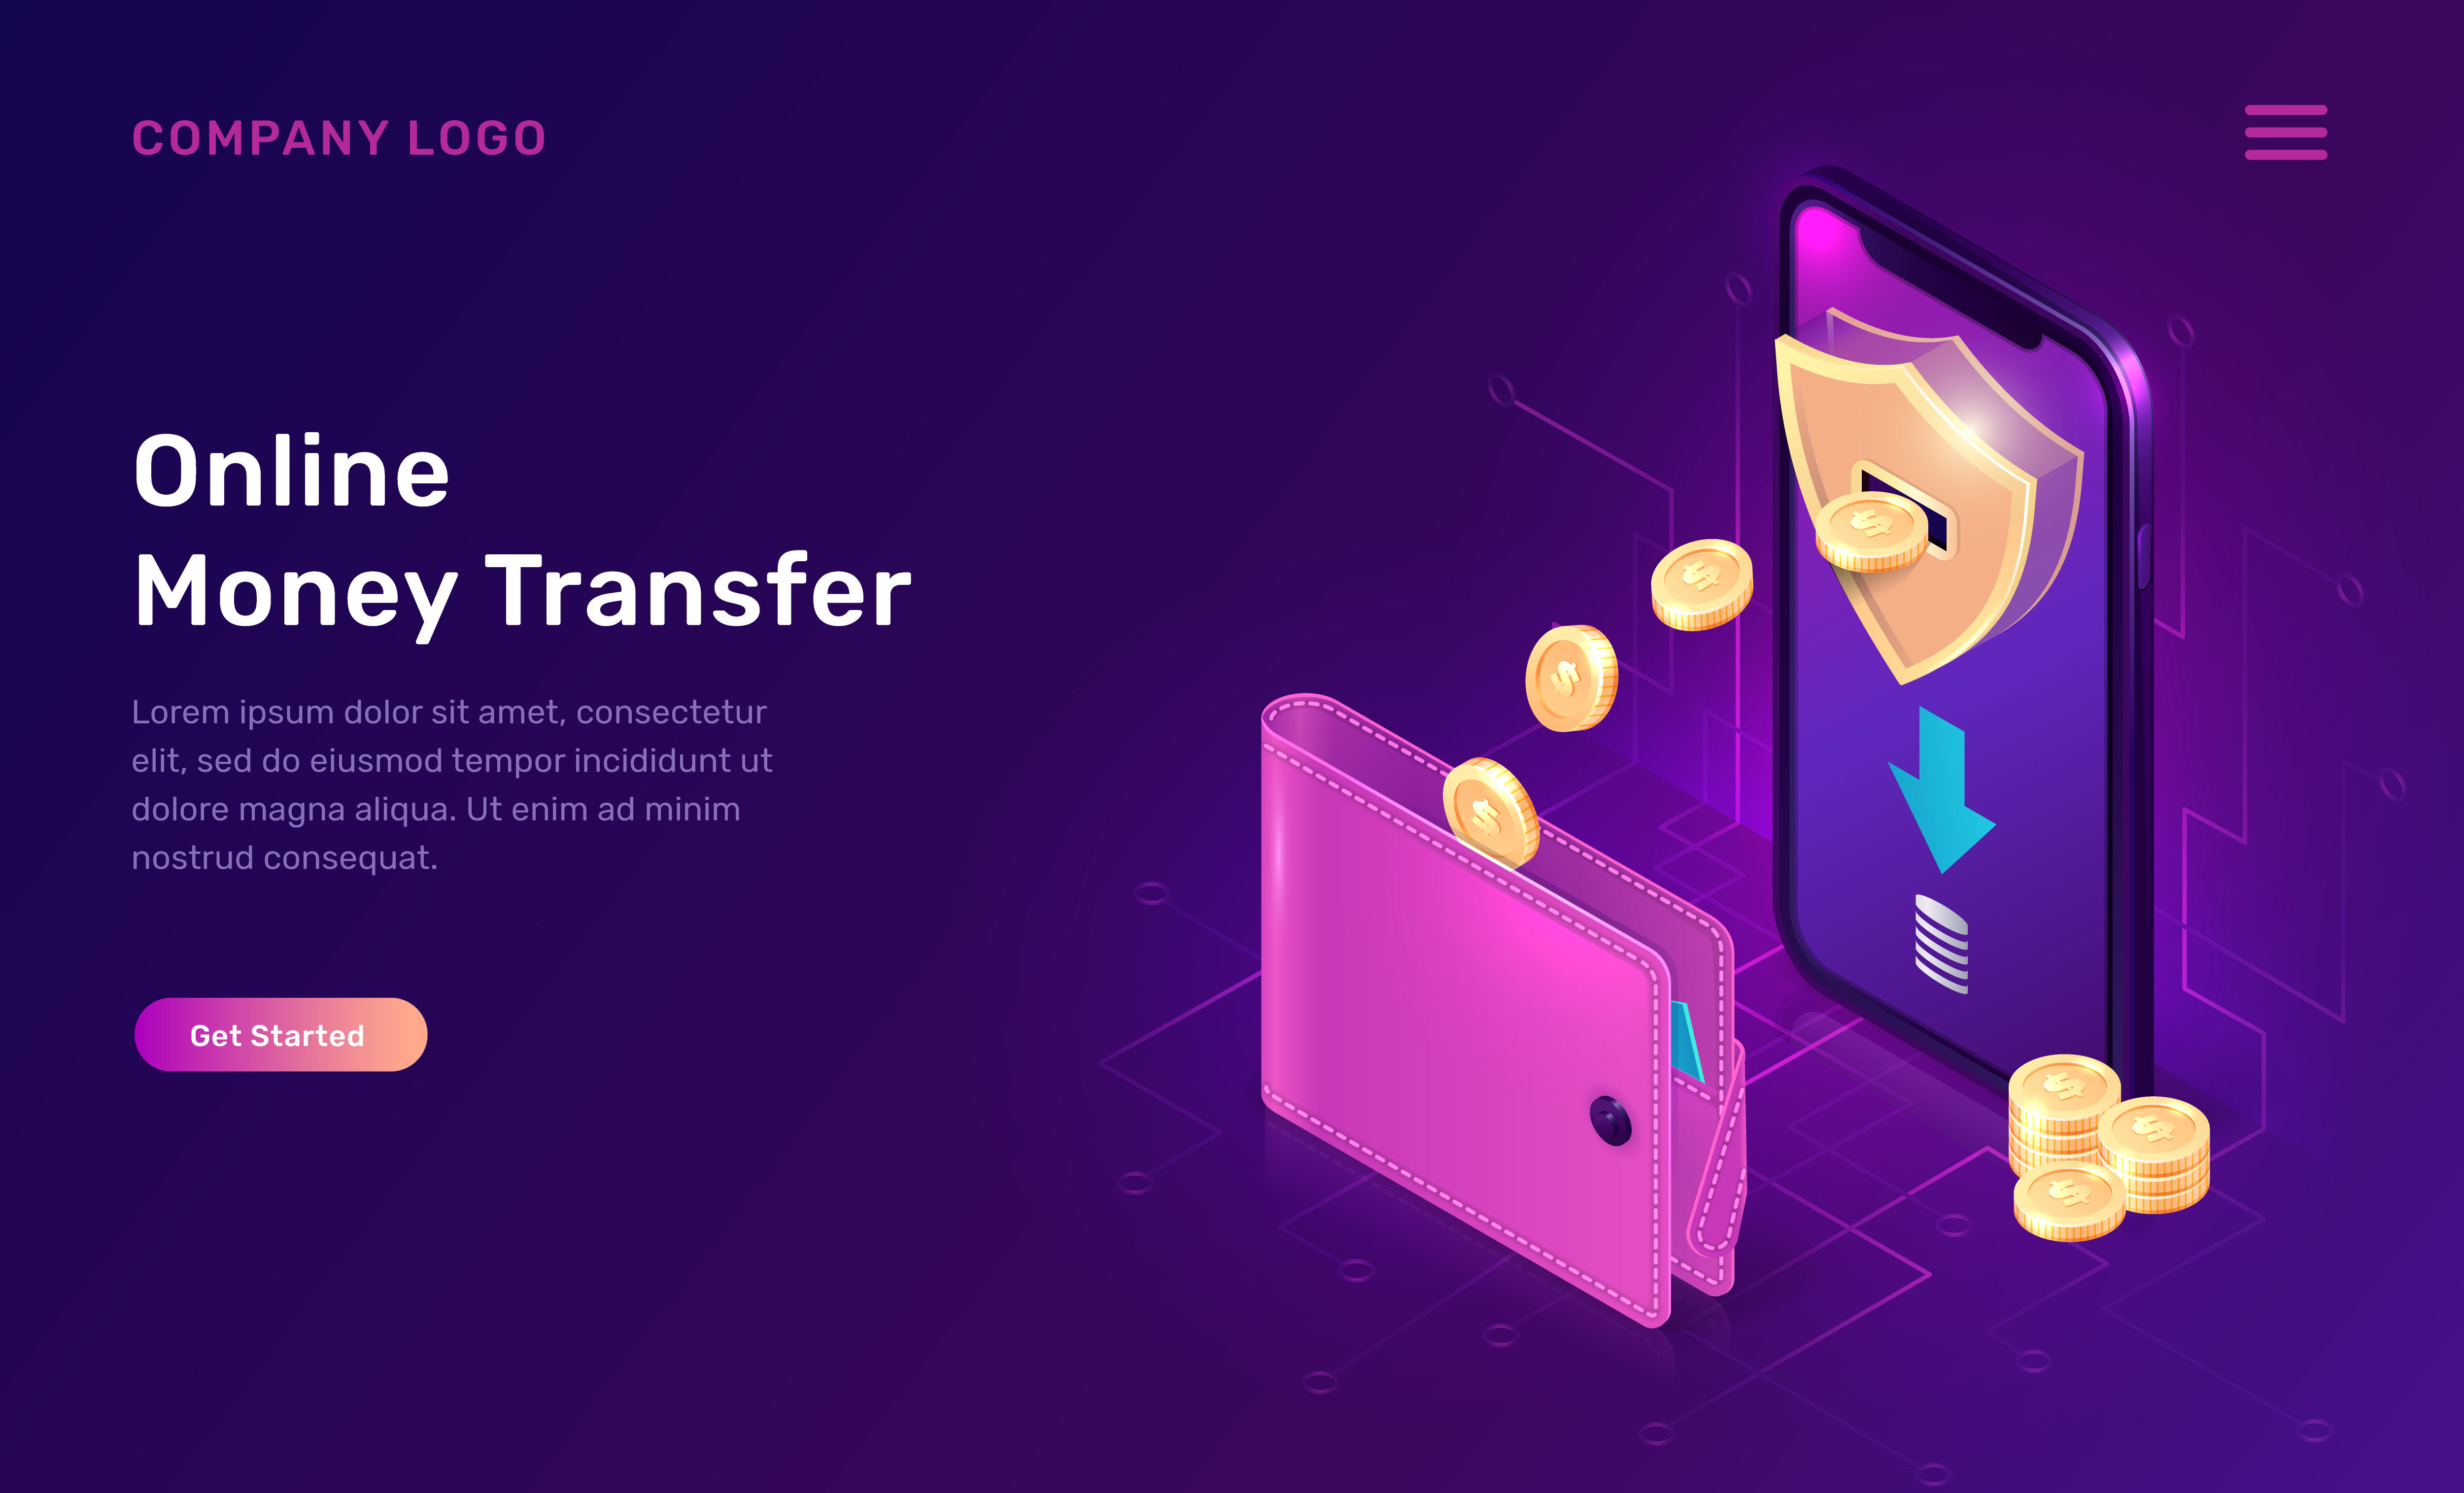 COMPANY LOGO
Online
Money Transfer
Lorem ipsum dolor sit amet, consectetur
elit, sed do eiusmod tempor incididunt ut
dolore magna aliqua. Ut enim ad minim
nostrud consequat.
Get Started
$
$
$
$
$
$
$